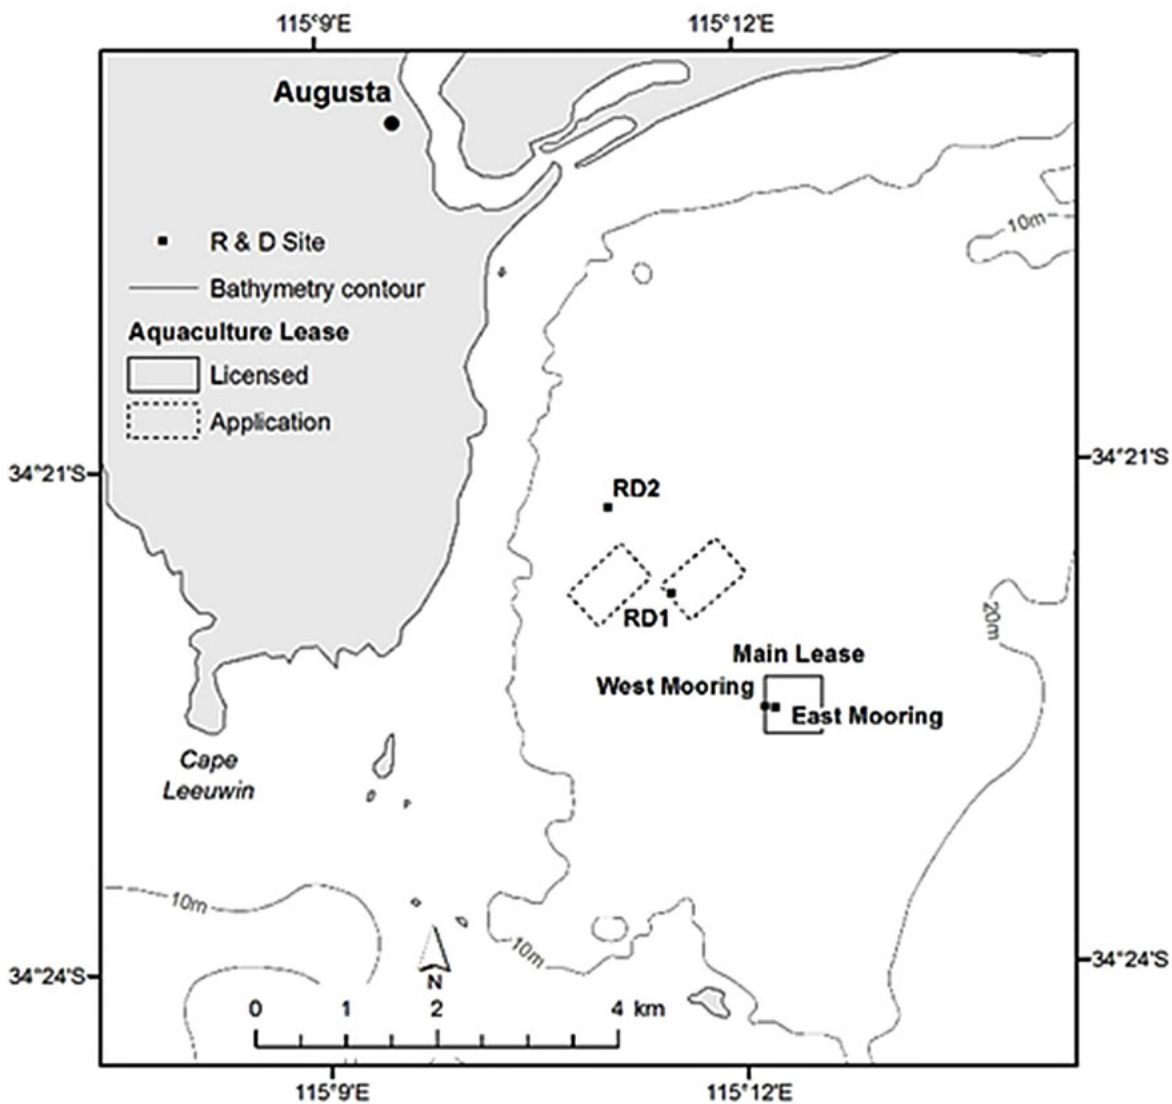 115°9'E
115°12'E
Augusta
R & D Site
Bathymetry contour
Aquaculture Lease
Licensed
Application
10m
34°21'S
34°21'S
RD2
RD1
20m
Main Lease
West Mooring
East Mooring
Cape
Leeuwin
10m
10m
34°24'S
34°24'S
N
0 1 2 4 km
115°9'E
115°12'E